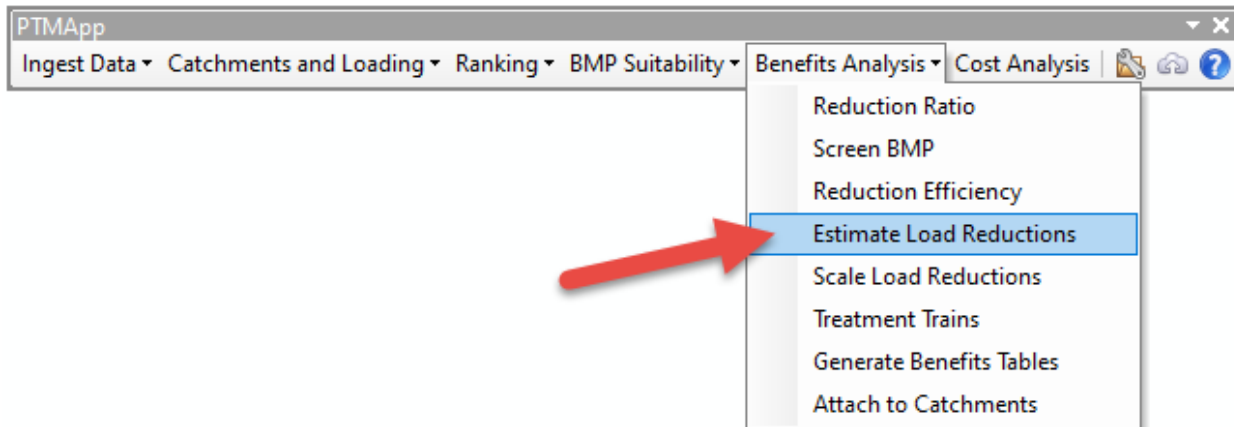 PTMApp
Ingest Data Catchments and Loading Ranking BMP Suitability Benefits Analysis Cost Analysis
Reduction Ratio
Screen BMP
Reduction Efficiency
Estimate Load Reductions
Scale Load Reductions
Treatment Trains
Generate Benefits Tables
Attach to Catchments